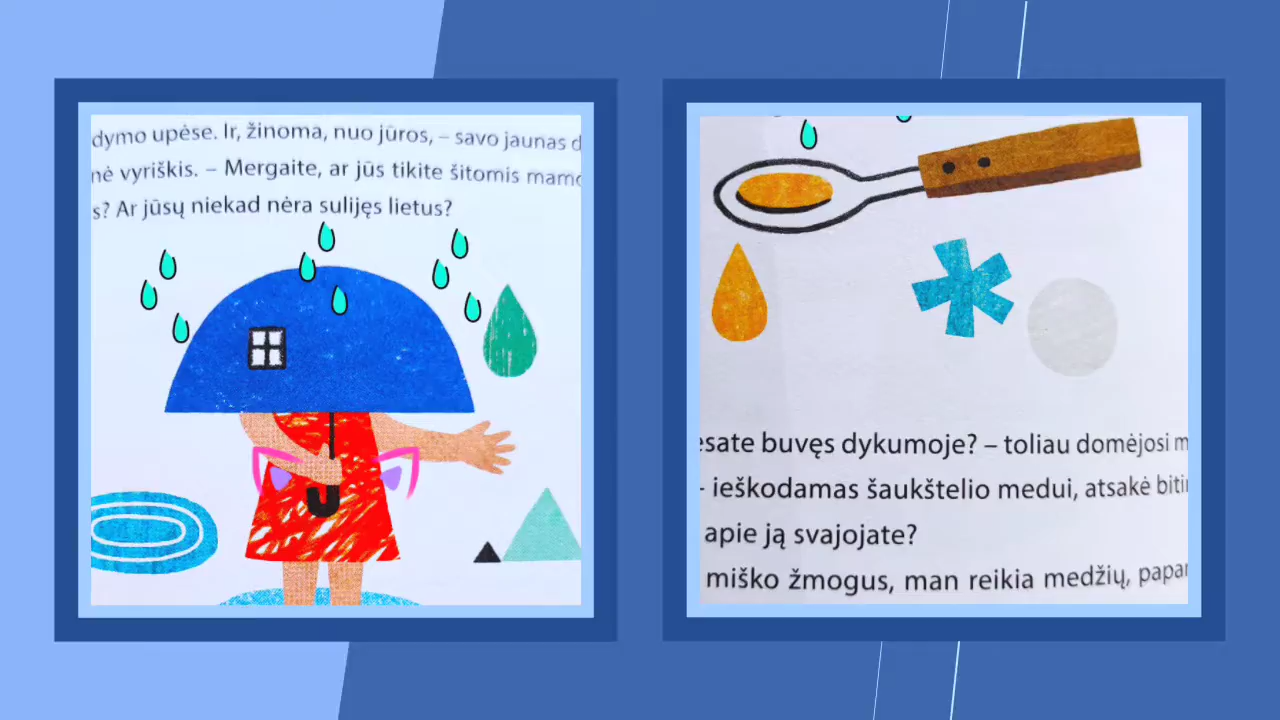 dymo upėse. Ir, žinoma, nuo jūros, – savo jaunas
nė vyriškis. – Mergaite, ar jūs tikite šitomis
s? Ar jūsų niekad nėra sulijęs lietus?
esate buvęs dykumoje? – toliau domėjosi
– ieškodamas šaukštelio medui, atsakė
apie ją svajojate?
miško žmogus, man reikia medžių,